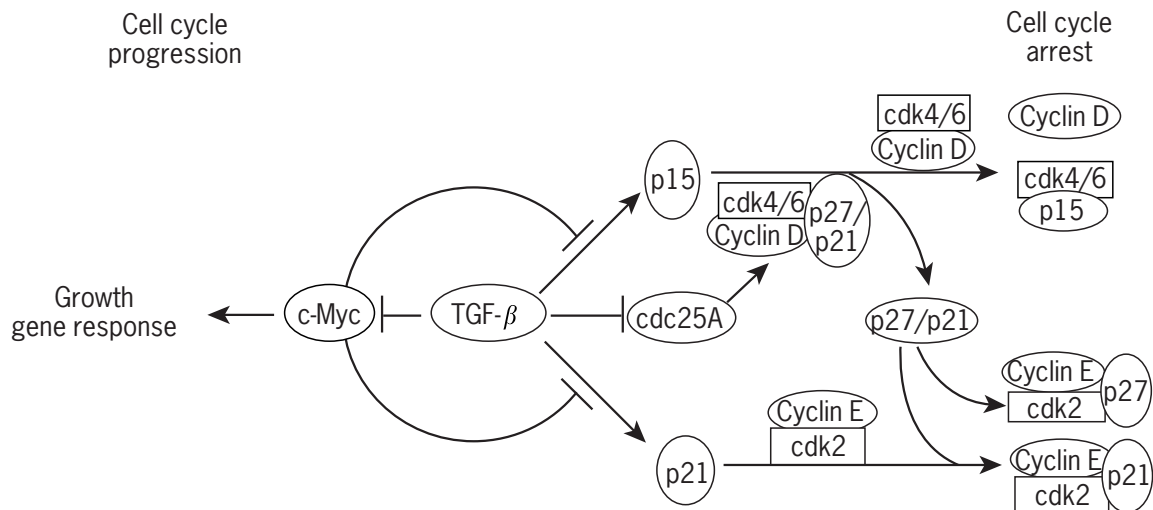 Cell cycle
progression
Cell cycle
arrest
cdk4/6
Cyclin D
Cyclin D
p15
cdk4/6
Cyclin D
p27/
p21
cdk4/6
p15
Growth
gene response
c-Myc
TGF-β
cdc25A
p27/p21
Cyclin E
cdk2
p27
Cyclin E
cdk2
p21
Cyclin E
cdk2
p21